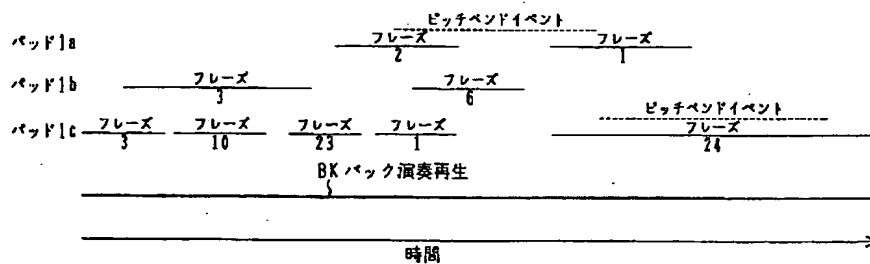 ピッチベンドイベント
パッド1a フレーズ 2 フレーズ 1
パッド1b フレーズ 3 フレーズ 6
ピッチベンドイベント
パッド1c フレーズ 3 フレーズ 10 フレーズ 23 フレーズ 1 フレーズ 24
BK バック演奏再生
時間